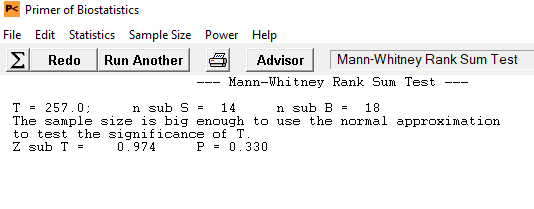 P< Primer of Biostatistics
File Edit Statistics Sample Size Power Help
Σ Redo Run Another Advisor Mann-Whitney Rank Sum Test
--- Mann-Whitney Rank Sum Test ---
T = 257.0; n sub S = 14 n sub B = 18
The sample size is big enough to use the normal approximation
to test the significance of T.
Z sub T = 0.974 P = 0.330